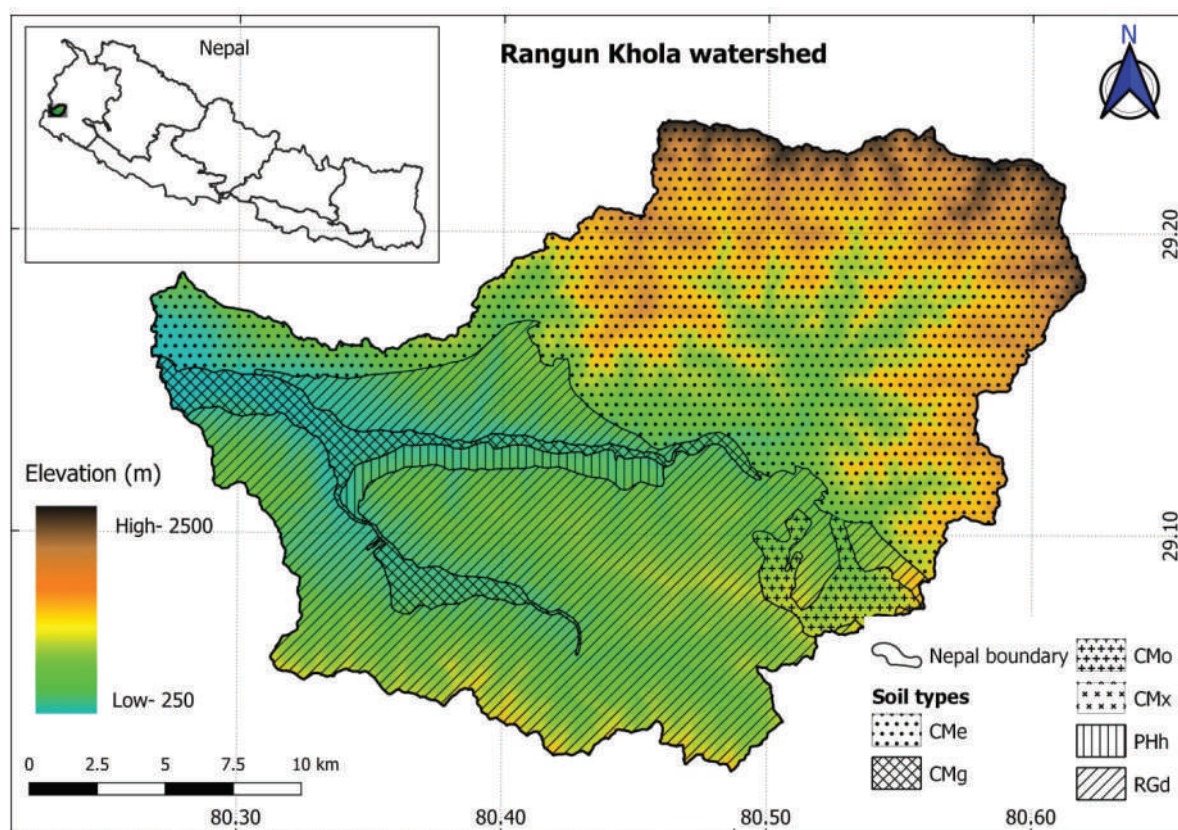 Nepal
Rangun Khola watershed
N
29.20
29.10
Elevation (m)
High- 2500
Low- 250
0 2.5 5 7.5 10 km
Nepal boundary
Soil types
CMe
CMg
CMo
CMx
PHh
RGd
80.30 80.40 80.50 80.60